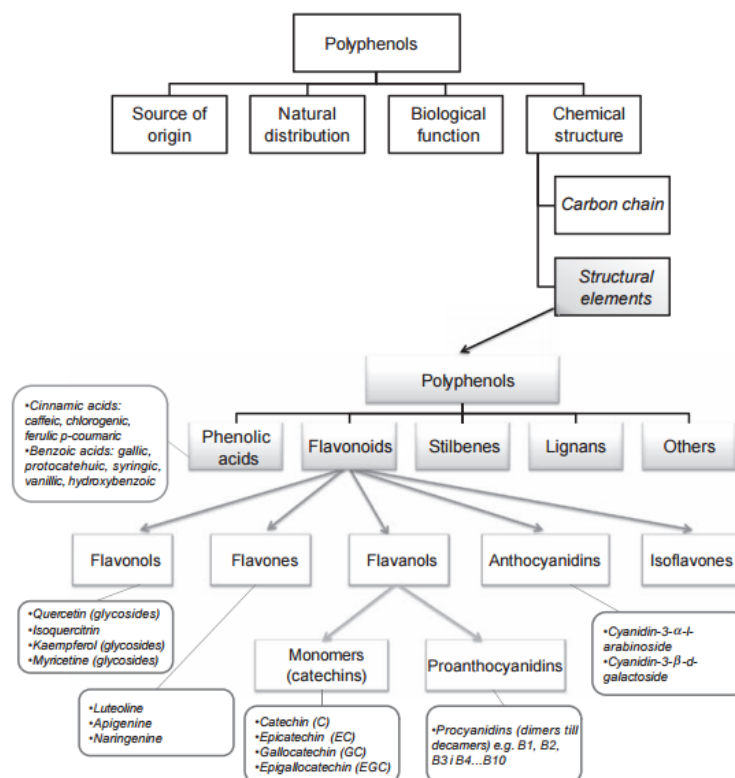 Polyphenols
Source of
origin
Natural
distribution
Biological
function
Chemical
structure
Carbon chain
Structural
elements
Polyphenols
•Cinnamic acids:
caffeic, chlorogenic,
ferulic p-coumaric
•Benzoic acids: gallic,
protocatehuic, syringic,
vanillic, hydroxybenzoic
Phenolic
acids
Flavonoids
Stilbenes
Lignans
Others
Flavonols
Flavones
Flavanols
Anthocyanidins
Isoflavones
•Quercetin (glycosides)
•Isoquercitrin
•Kaempferol (glycosides)
•Myricetine (glycosides)
•Luteoline
•Apigenine
•Naringenine
Monomers
(catechins)
Proanthocyanidins
•Cyanidin-3-α-l-
arabinoside
•Cyanidin-3-β-d-
galactoside
•Catechin (C)
•Epicatechin (EC)
•Gallocatechin (GC)
•Epigallocatechin (EGC)
•Procyanidins (dimers till
decamers) e.g. B1, B2,
B3 i B4...B10